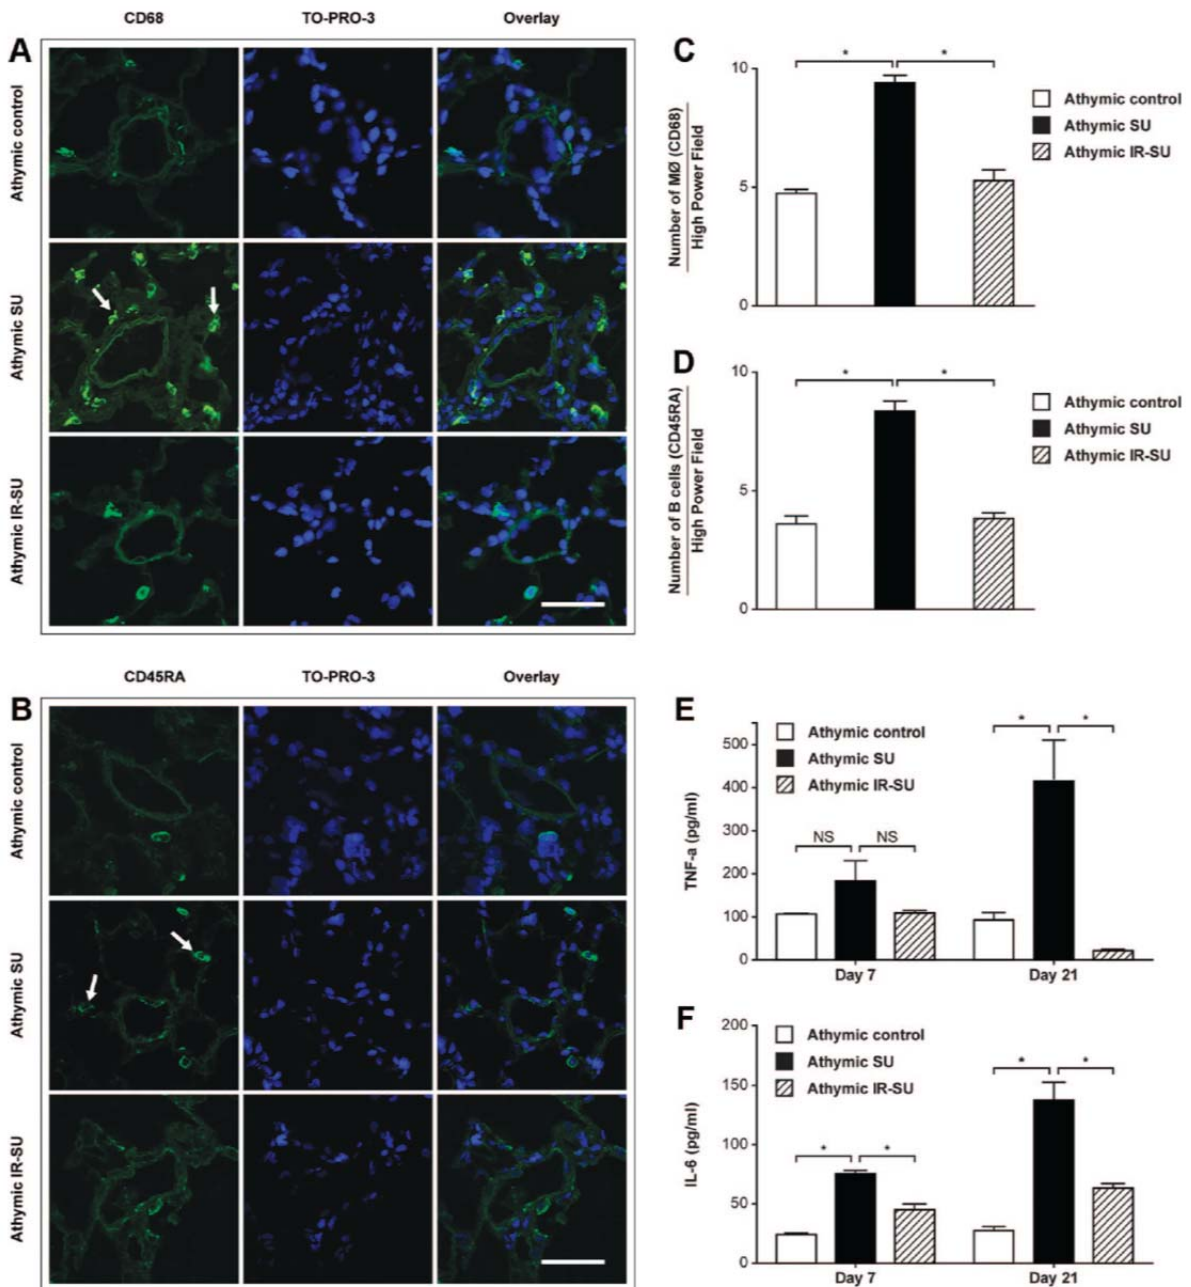 CD68 TO-PRO-3 Overlay
A
Athymic control
Athymic SU
Athymic IR-SU
CD45RA TO-PRO-3 Overlay
B
Athymic control
Athymic SU
Athymic IR-SU
C
* *
10
5
0
Number of MØ (CD68)
High Power Field
Athymic control
Athymic SU
Athymic IR-SU
D
* *
10
5
0
Number of B cells (CD45RA)
High Power Field
Athymic control
Athymic SU
Athymic IR-SU
E
Athymic control
Athymic SU
Athymic IR-SU
* *
NS NS
500
400
300
200
100
0
TNF-a (pg/ml)
Day 7 Day 21
F
Athymic control
Athymic SU
Athymic IR-SU
* *
* *
200
150
100
50
0
IL-6 (pg/ml)
Day 7 Day 21